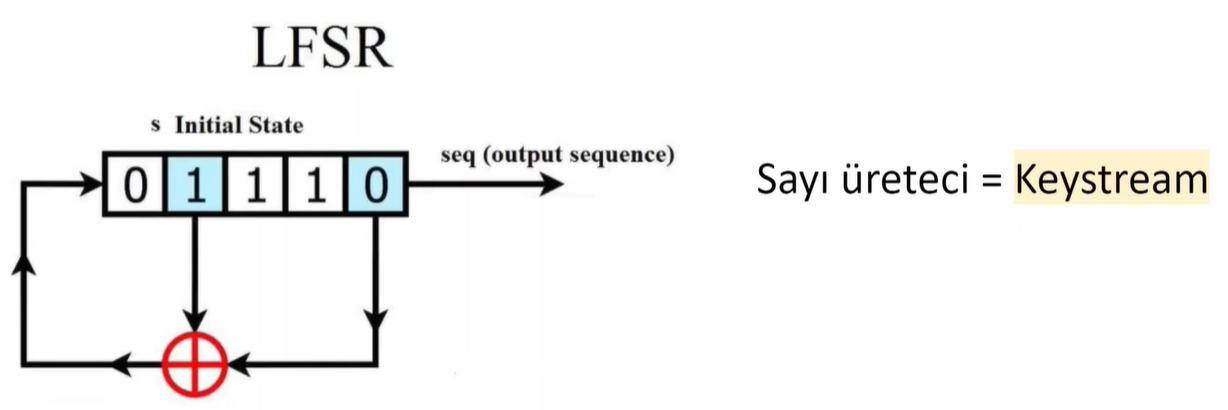 LFSR
s Initial State
seq (output sequence)
0 1 1 1 0
Sayı üreteci = Keystream